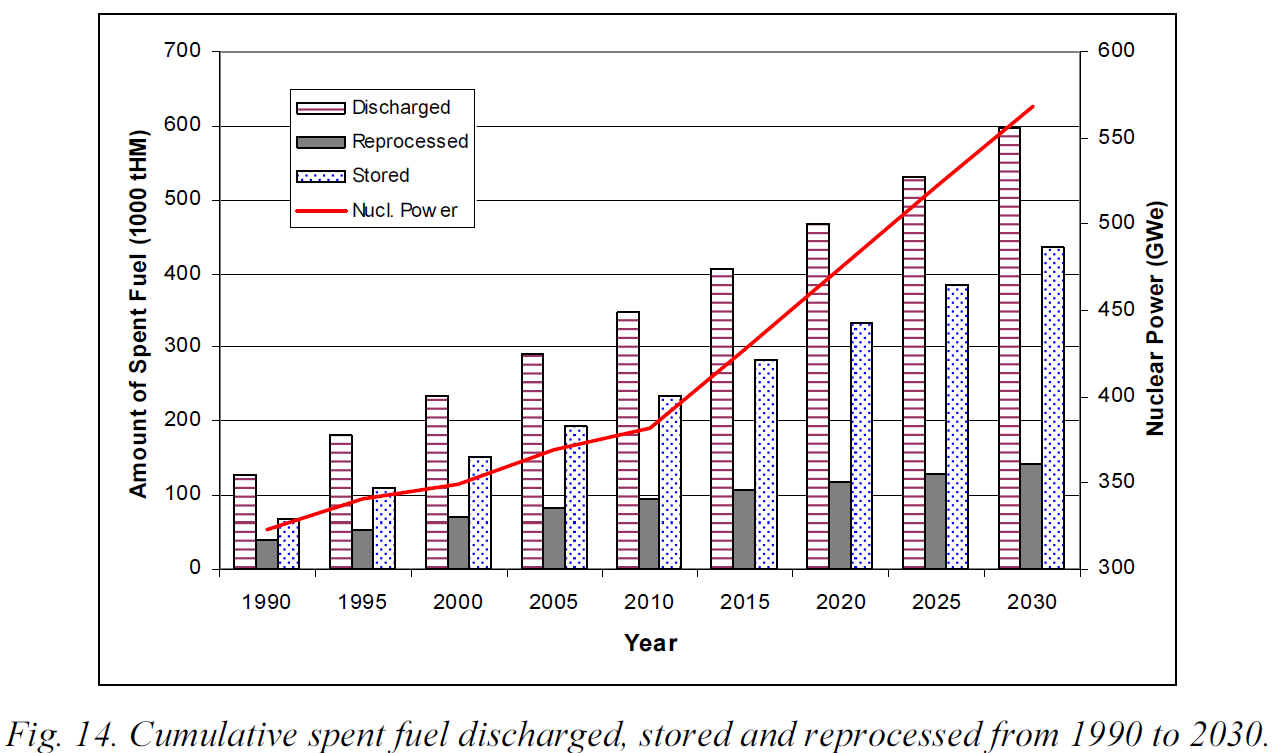 700
600
500
400
300
200
100
0
Amount of Spent Fuel (1000 tHM)
Discharged
Reprocessed
Stored
Nucl. Power
600
550
500
450
400
350
300
Nuclear Power (GWe)
1990 1995 2000 2005 2010 2015 2020 2025 2030
Year
Fig. 14. Cumulative spent fuel discharged, stored and reprocessed from 1990 to 2030.